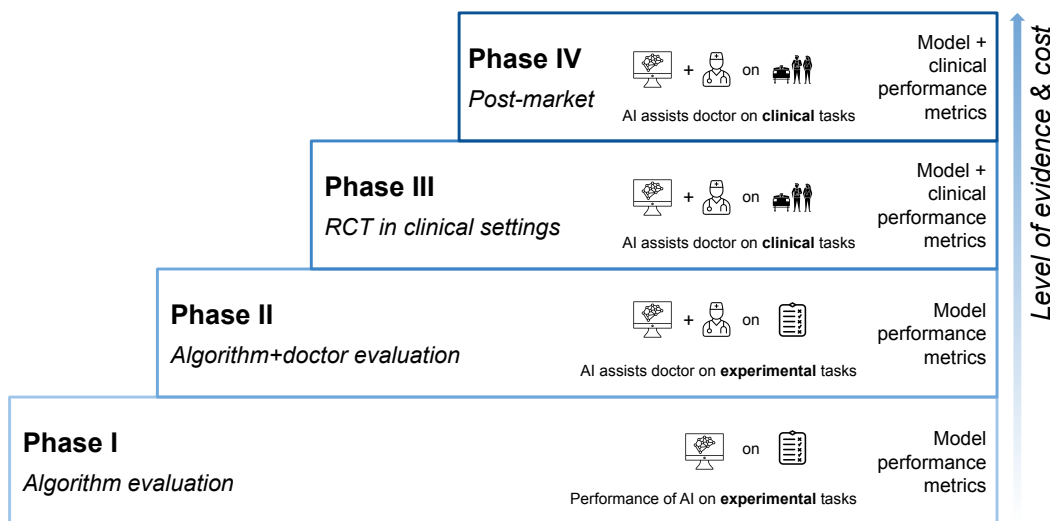 Phase IV
Post-market
+
on
AI assists doctor on clinical tasks
Model +
clinical
performance
metrics
Phase III
RCT in clinical settings
+
on
AI assists doctor on clinical tasks
Model +
clinical
performance
metrics
Phase II
Algorithm+doctor evaluation
+
on
AI assists doctor on experimental tasks
Model
performance
metrics
Phase I
Algorithm evaluation
on
Performance of AI on experimental tasks
Model
performance
metrics
Level of evidence & cost